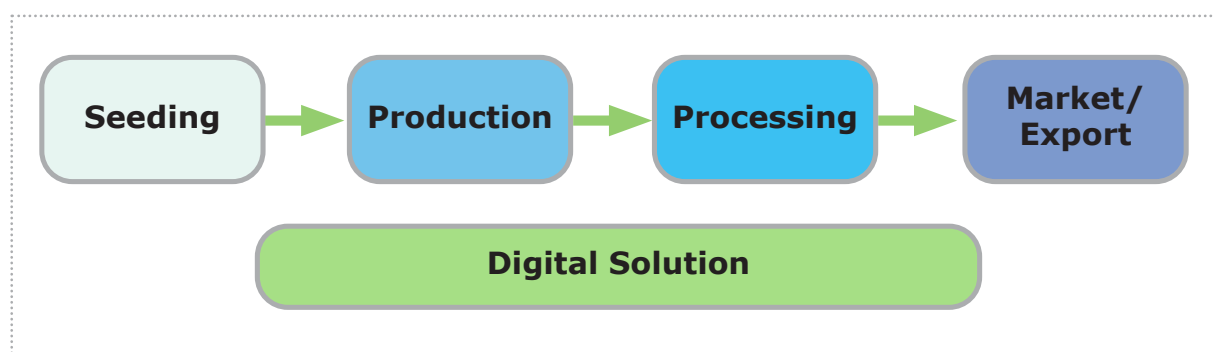 Seeding
Production
Processing
Market/
Export
Digital Solution